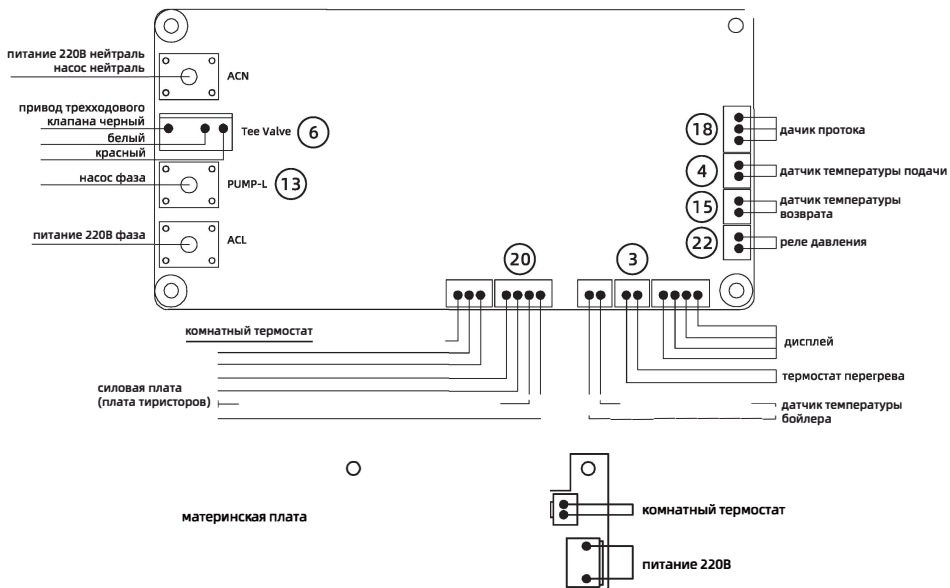 питание 220В нейтраль
насос нейтраль
ACN
привод трехходового
клапана черный
Tee Valve
6
белый
красный
насос фаза
PUMP-L
13
питание 220В фаза
ACL
18
дачик протока
4
датчик температуры подачи
15
датчик температуры
возврата
22
реле давления
20
3
комнатный термостат
дисплей
термостат перегрева
силовая плата
(плата тиристоров)
датчик температуры
бойлера
материнская плата
комнатный термостат
питание 220В